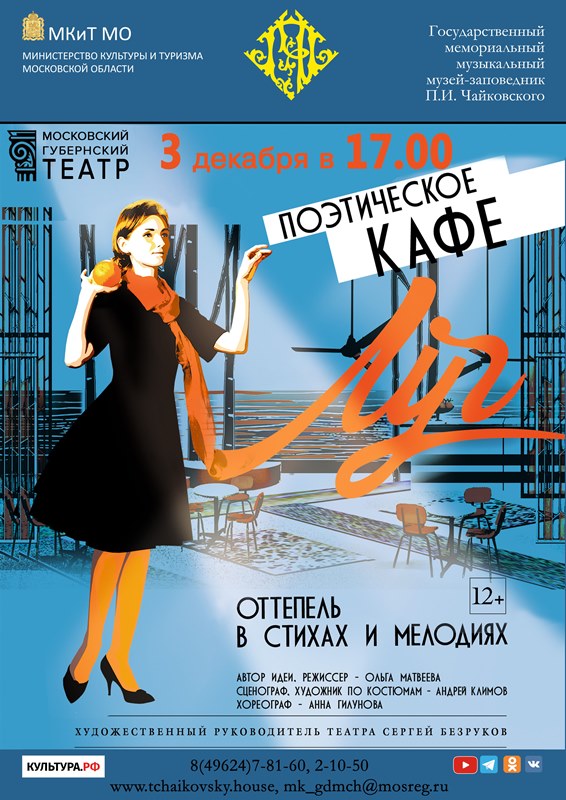 МКиТ МО
МИНИСТЕРСТВО КУЛЬТУРЫ И ТУРИЗМА
МОСКОВСКОЙ ОБЛАСТИ
Государственный
мемориальный
музыкальный
музей-заповедник
П.И. Чайковского
МОСКОВСКИЙ
ГУБЕРНСКИЙ
ТЕАТР
3 декабря в 17.00
ПОЭТИЧЕСКОЕ
КАФЕ
Луч
12+
ОТТЕПЕЛЬ
В СТИХАХ И МЕЛОДИЯХ
АВТОР ИДЕИ, РЕЖИССЕР - ОЛЬГА МАТВЕЕВА
СЦЕНОГРАФ, ХУДОЖНИК ПО КОСТЮМАМ - АНДРЕЙ КЛИМОВ
ХОРЕОГРАФ - АННА ГИЛУНОВА
ХУДОЖЕСТВЕННЫЙ РУКОВОДИТЕЛЬ ТЕАТРА СЕРГЕЙ БЕЗРУКОВ
КУЛЬТУРА.РФ
8(49624)7-81-60, 2-10-50
www.tchaikovsky.house, mk_gdmch@mosreg.ru